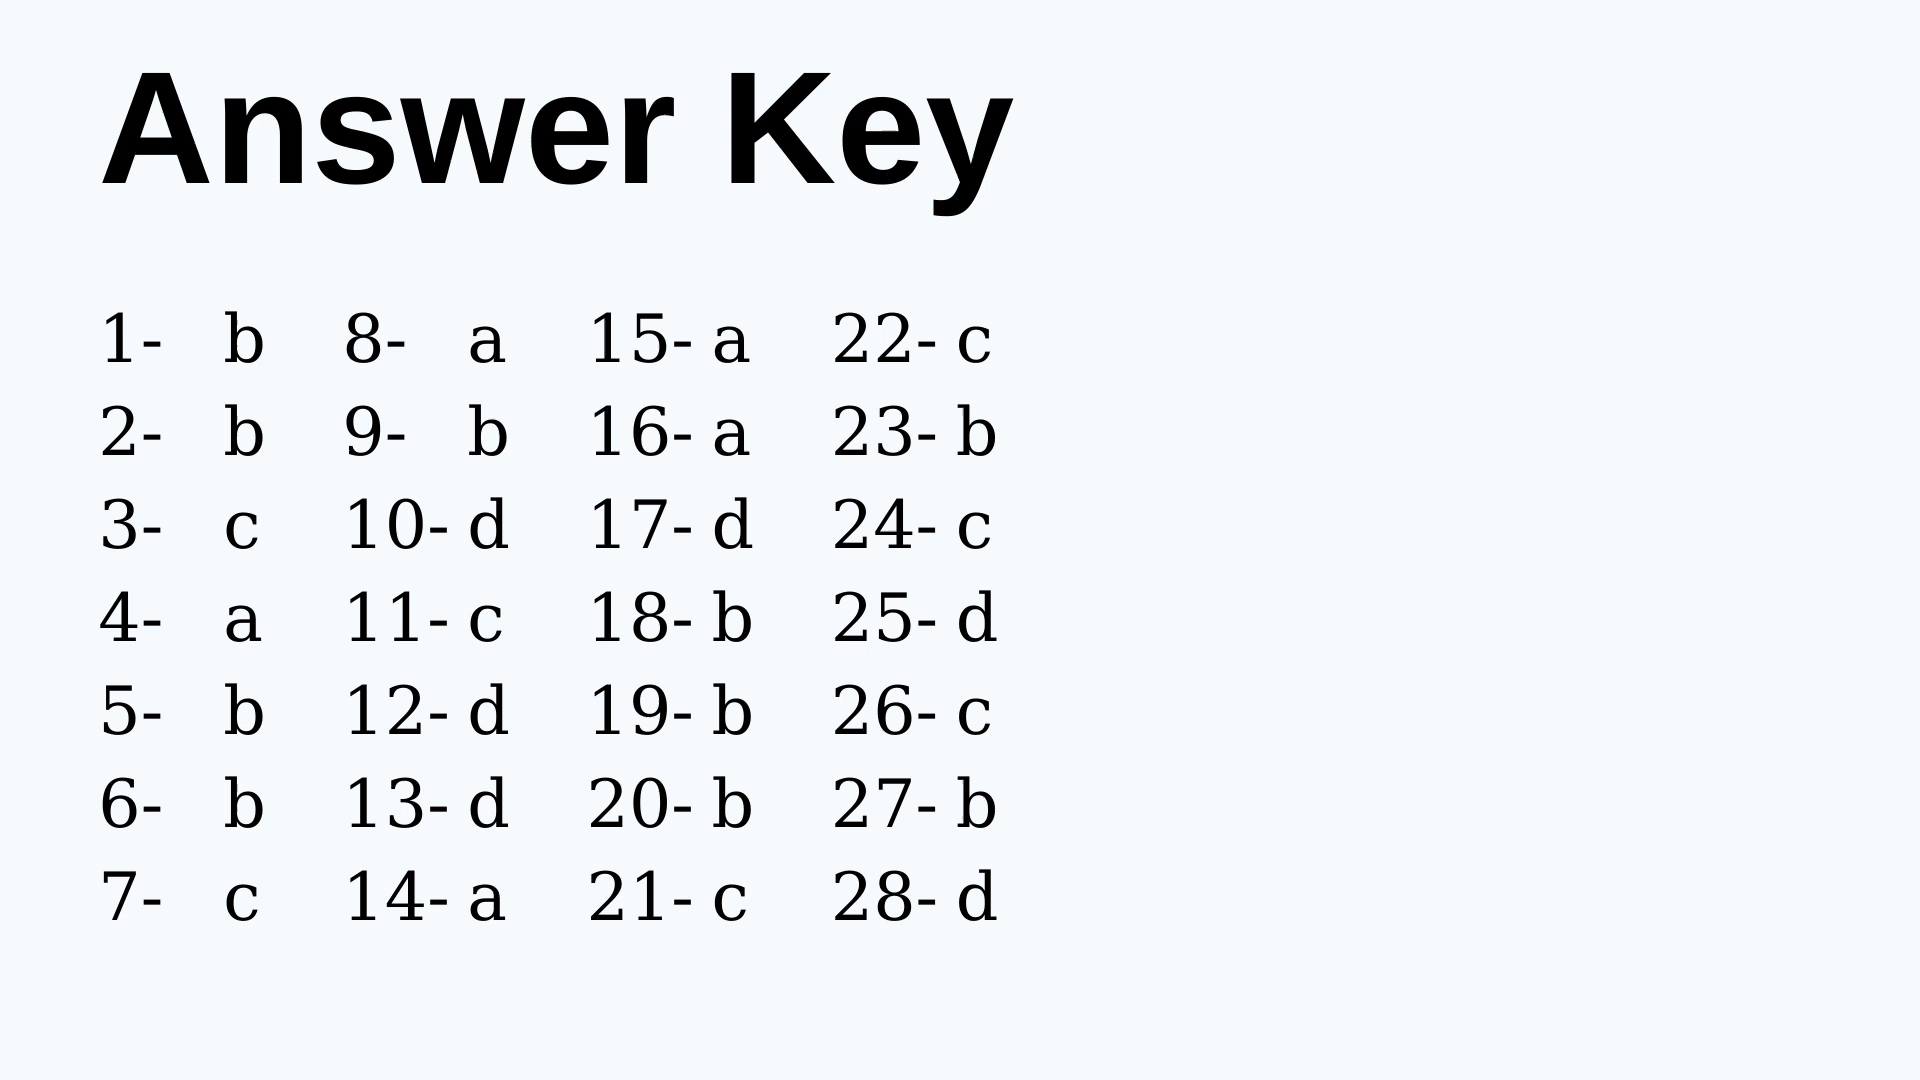 Answer Key
1- b 8- a 15- a 22- c
2- b 9- b 16- a 23- b
3- c 10- d 17- d 24- c
4- a 11- c 18- b 25- d
5- b 12- d 19- b 26- c
6- b 13- d 20- b 27- b
7- c 14- a 21- c 28- d